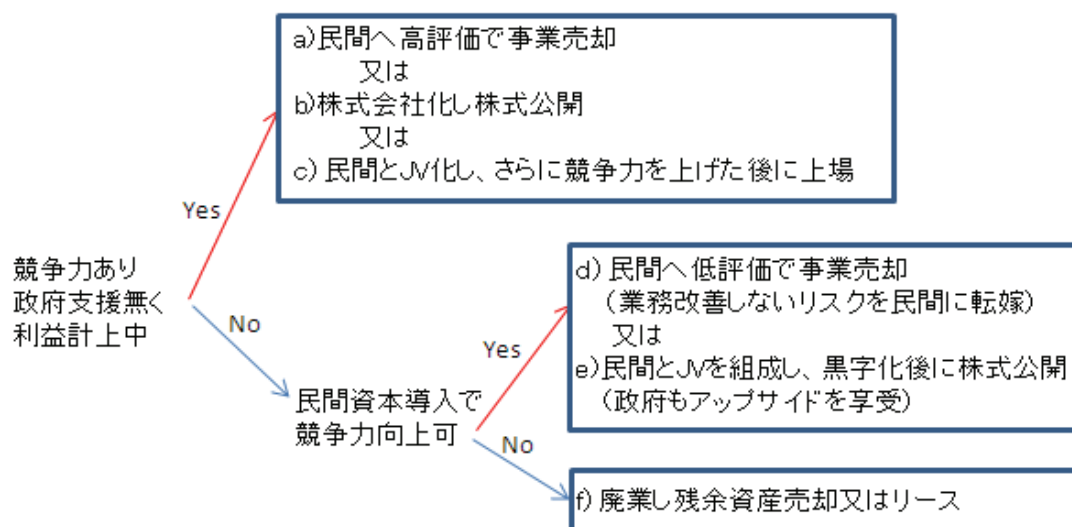 a)民間へ高評価で事業売却
又は
b)株式会社化し株式公開
又は
c) 民間とJV化し、さらに競争力を上げた後に上場
Yes
競争力あり
政府支援無く
利益計上中
No
d) 民間へ低評価で事業売却
(業務改善しないリスクを民間に転嫁)
又は
e)民間とJVを組成し、黒字化後に株式公開
(政府もアップサイドを享受)
Yes
民間資本導入で
競争力向上可
No
f) 廃業し残余資産売却又はリース